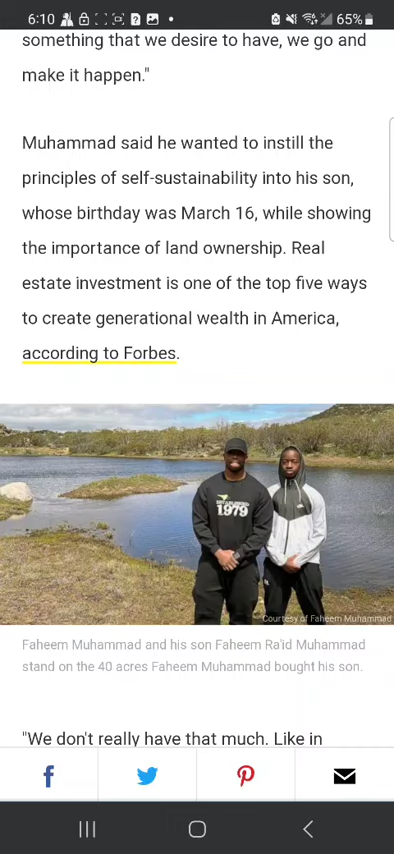 6:10
65%
something that we desire to have, we go and
make it happen."
Muhammad said he wanted to instill the
principles of self-sustainability into his son,
whose birthday was March 16, while showing
the importance of land ownership. Real
estate investment is one of the top five ways
to create generational wealth in America,
according to Forbes.
1979
Courtesy of Faheem Muhammad
Faheem Muhammad and his son Faheem Ra'id Muhammad
stand on the 40 acres Faheem Muhammad bought his son.
"We don't really have that much. Like in